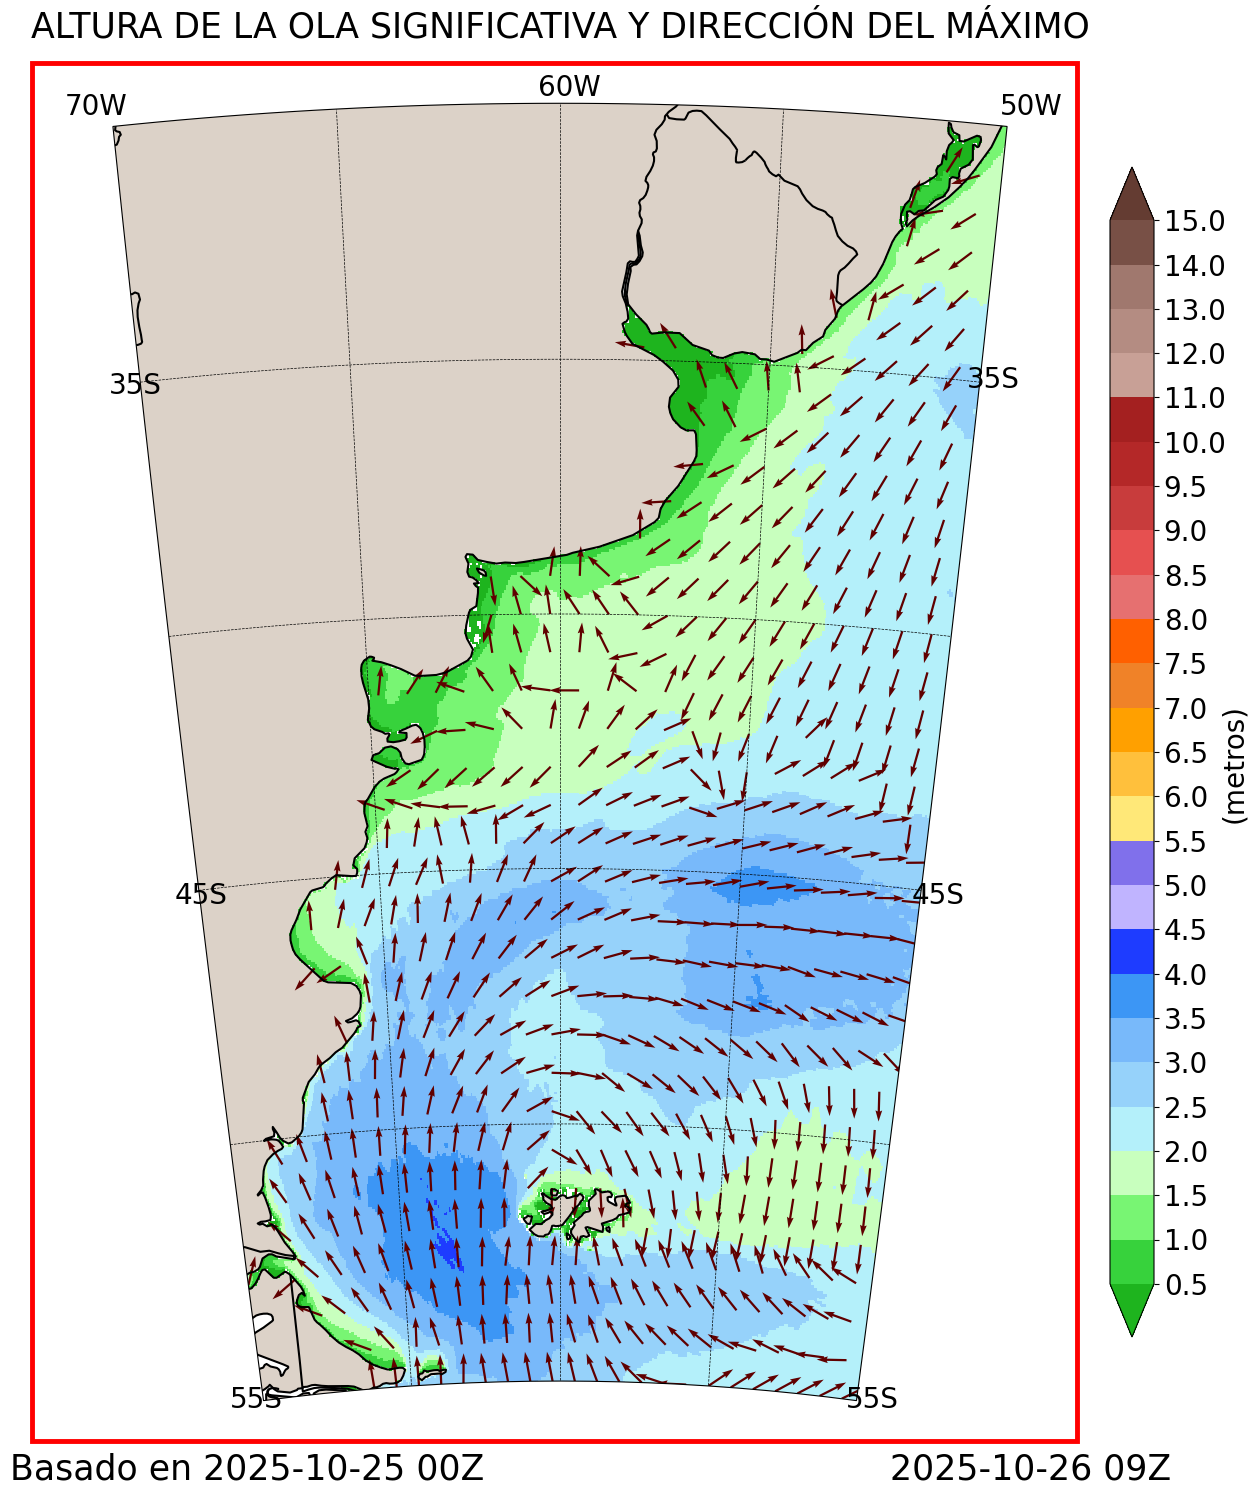 ALTURA DE LA OLA SIGNIFICATIVA Y DIRECCIÓN DEL MÁXIMO
70W
60W
50W
35S
35S
45S
45S
55S
55S
15.0
14.0
13.0
12.0
11.0
10.0
9.5
9.0
8.5
8.0
7.5
7.0
6.5
6.0
5.5
5.0
4.5
4.0
3.5
3.0
2.5
2.0
1.5
1.0
0.5
(metros)
Basado en 2025-10-25 00Z
2025-10-26 09Z